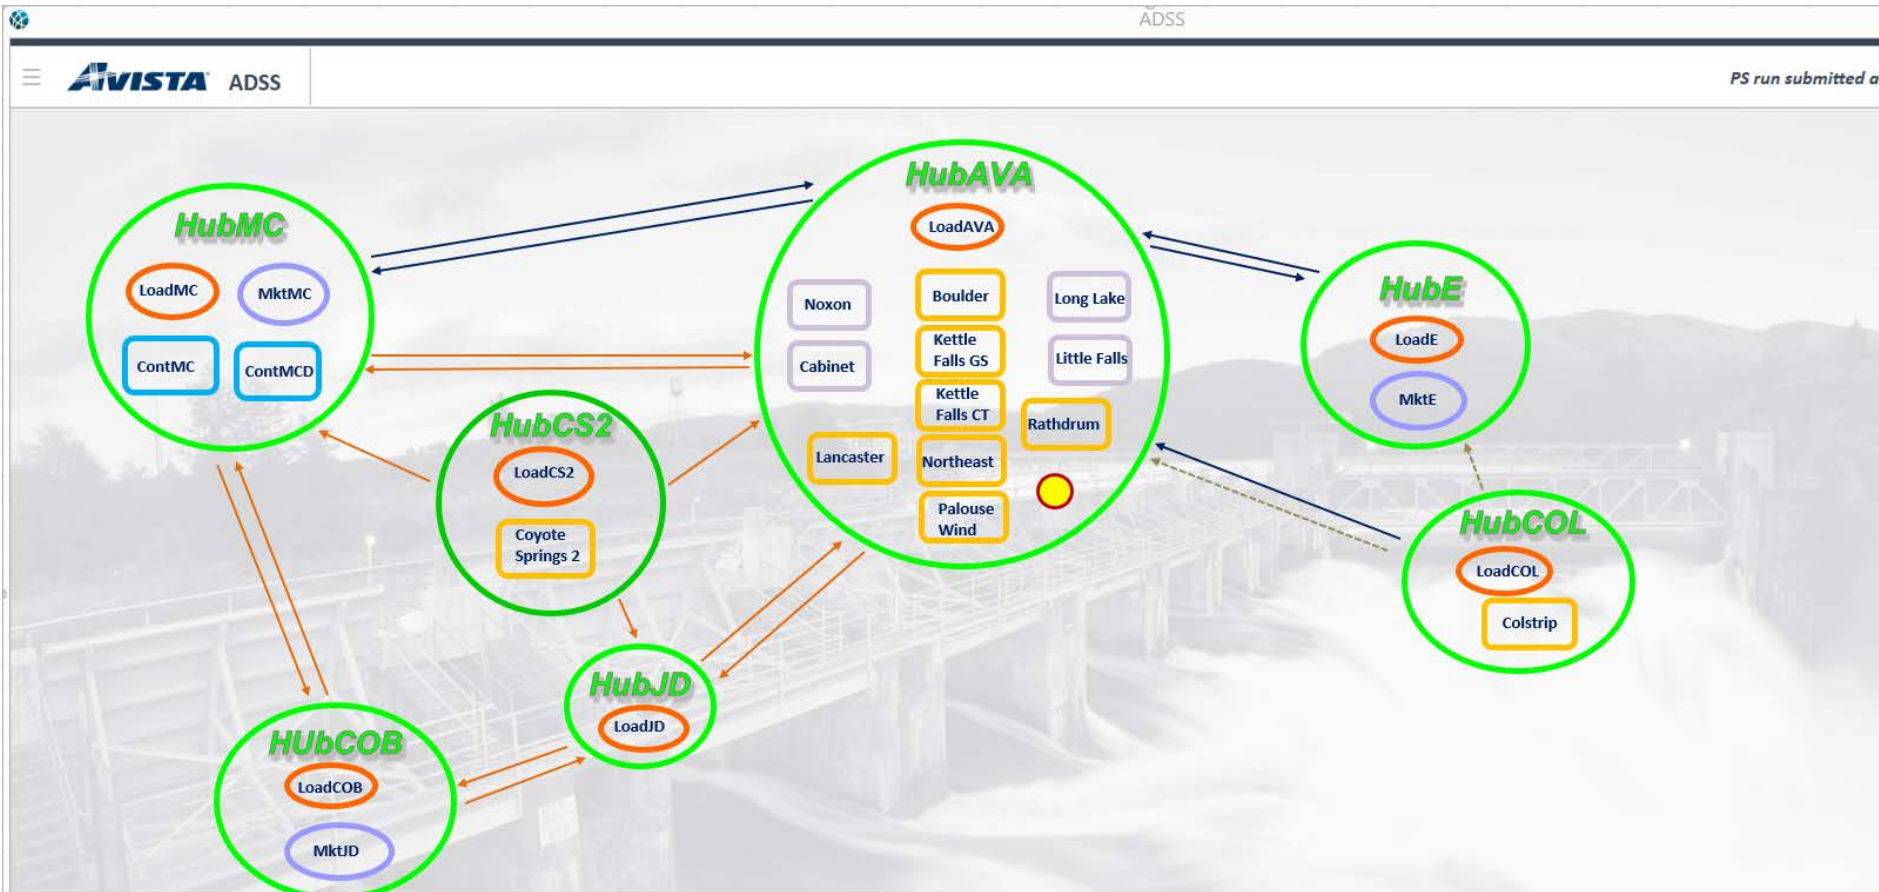 ADSS
AVISTA ADSS
PS run submitted a
HubAVA
LoadAVA
Noxon
Boulder
Long Lake
Cabinet
Kettle
Falls GS
Little Falls
Kettle
Falls CT
Rathdrum
Lancaster
Northeast
Palouse
Wind
HubMC
LoadMC
MktMC
ContMC
ContMCD
HubE
LoadE
MktE
HubCS2
LoadCS2
Coyote
Springs 2
HubCOL
LoadCOL
Colstrip
HubJD
LoadJD
HUbCOB
LoadCOB
MktJD